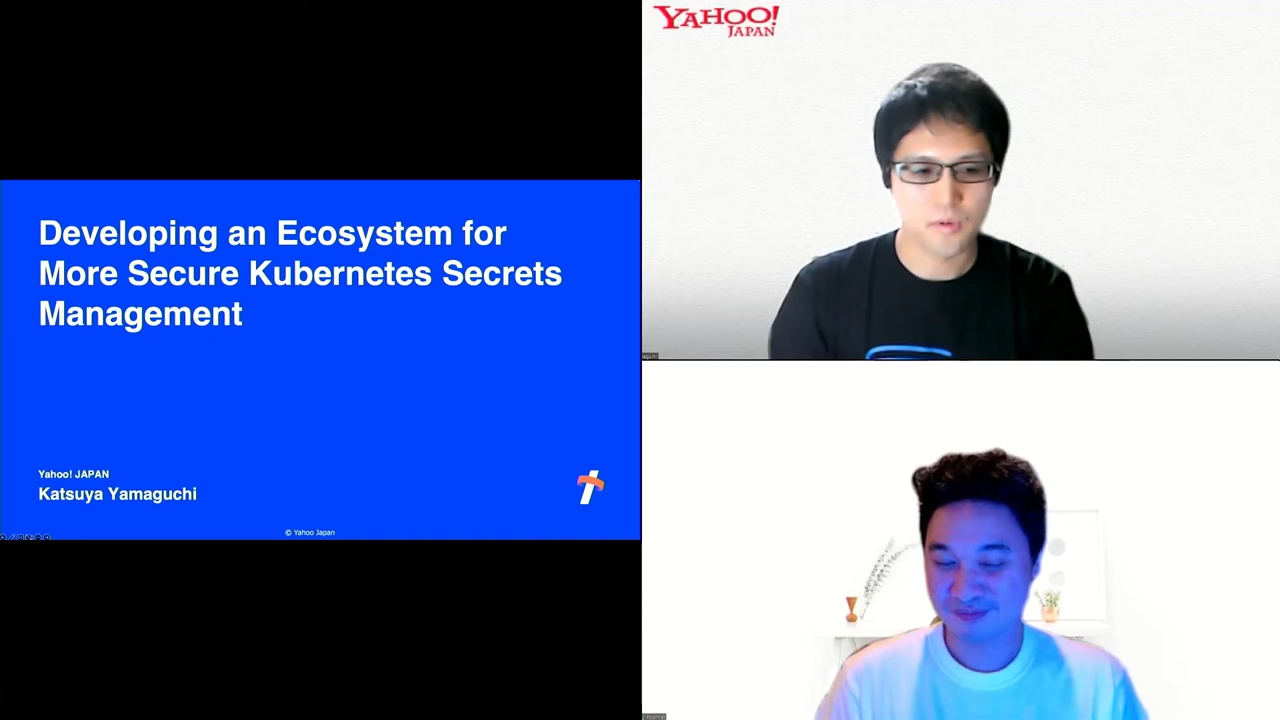 Developing an Ecosystem for
More Secure Kubernetes Secrets
Management
Yahoo! JAPAN
Katsuya Yamaguchi
© Yahoo Japan
YAHOO!
JAPAN